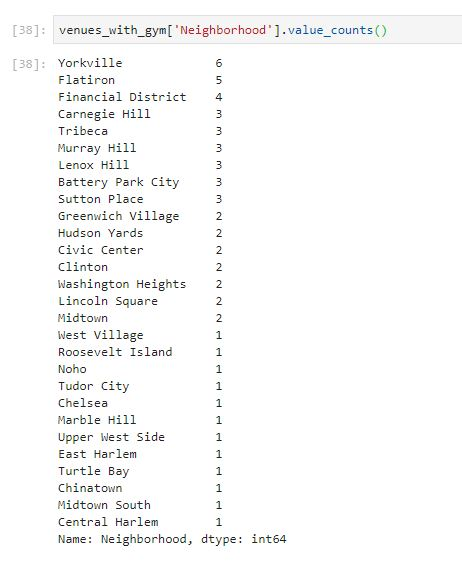 [38]: venues_with_gym['Neighborhood'].value_counts()
[38]: Yorkville 6
Flatiron 5
Financial District 4
Carnegie Hill 3
Tribeca 3
Murray Hill 3
Lenox Hill 3
Battery Park City 3
Sutton Place 3
Greenwich Village 2
Hudson Yards 2
Civic Center 2
Clinton 2
Washington Heights 2
Lincoln Square 2
Midtown 2
West Village 1
Roosevelt Island 1
Noho 1
Tudor City 1
Chelsea 1
Marble Hill 1
Upper West Side 1
East Harlem 1
Turtle Bay 1
Chinatown 1
Midtown South 1
Central Harlem 1
Name: Neighborhood, dtype: int64